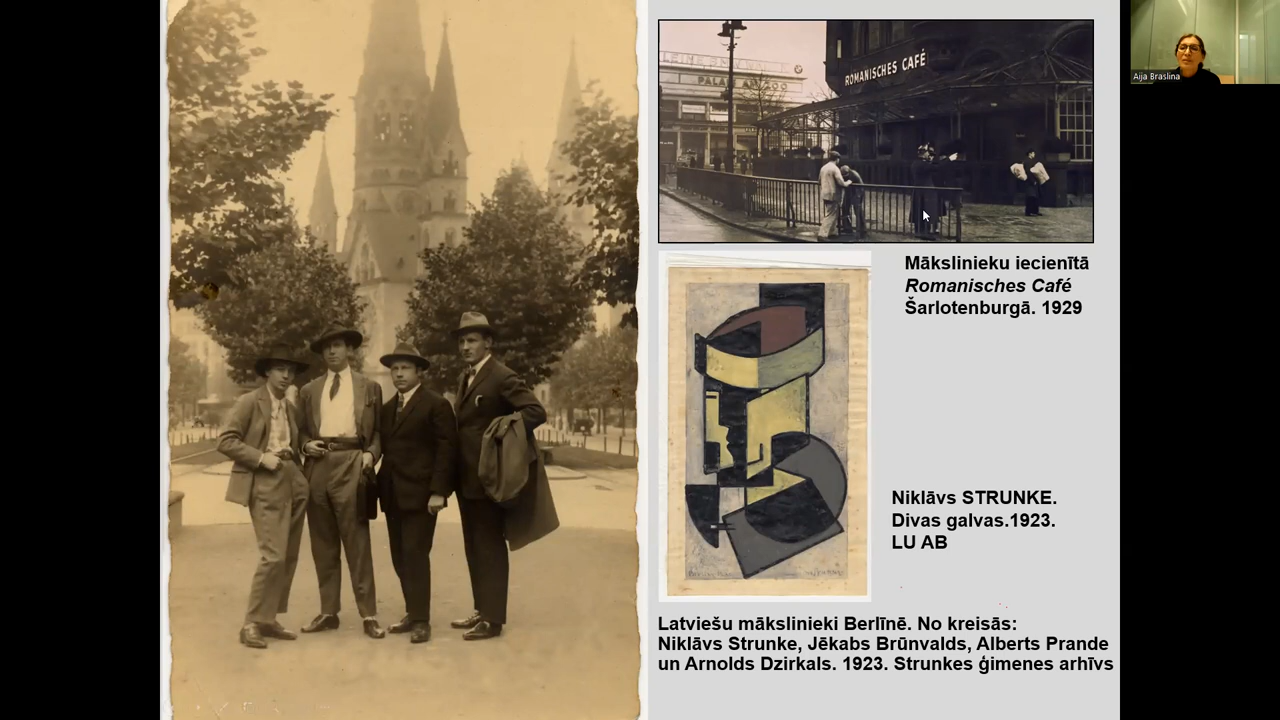 ROMANISCHES CAFÉ
Aija Braslina
Mākslinieku iecienītā
Romanisches Café
Šarlotenburgā. 1929
Niklāvs STRUNKE.
Divas galvas.1923.
LU AB
Latviešu mākslinieki Berlīnē. No kreisās:
Niklāvs Strunke, Jēkabs Brūnvalds, Alberts Prande
un Arnolds Dzirkals. 1923. Strunkes ģimenes arhīvs